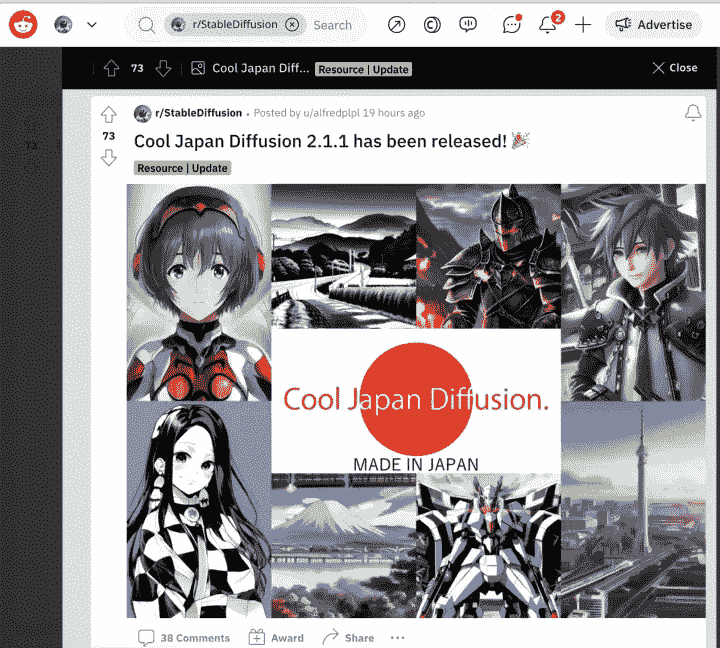 r/StableDiffusion
Search
2
Advertise
73
Cool Japan Diff...
Resource | Update
Close
73
r/StableDiffusion • Posted by u/alfredplpl 19 hours ago
73
Cool Japan Diffusion 2.1.1 has been released! 🎉
Resource | Update
Cool Japan Diffusion.
MADE IN JAPAN
38 Comments
Award
Share